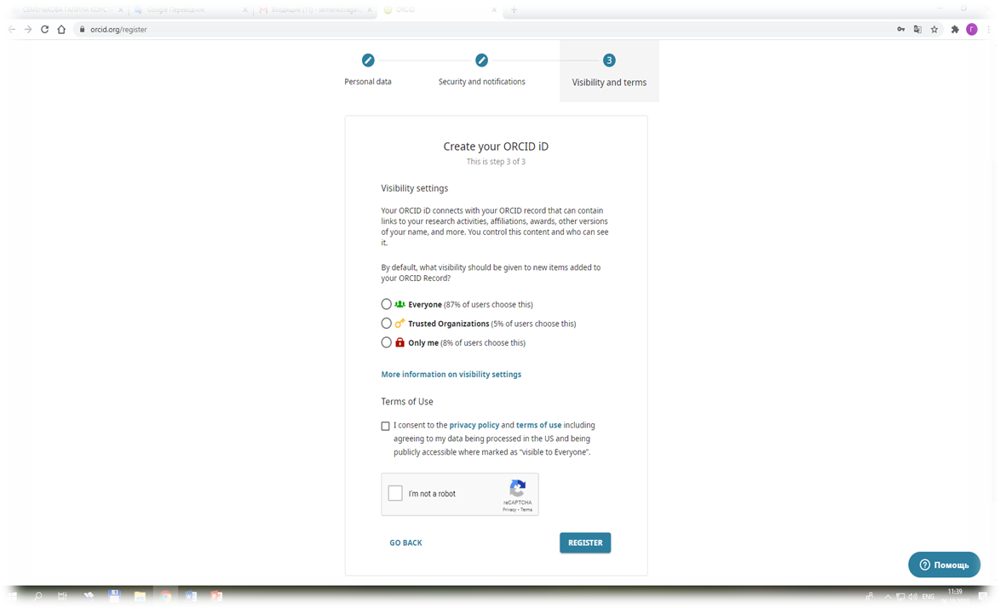 СЕМЕНЬКОВА ГАЛИНА КОНСТ
Google Переводчик
ORCID
orcid.org/register
Г
3
Personal data
Security and notifications
Visibility and terms
Create your ORCID iD
This is step 3 of 3
Visibility settings
Your ORCID iD connects with your ORCID record that can contain
links to your research activities, affiliations, awards, other versions
of your name, and more. You control this content and who can see
it.
By default, what visibility should be given to new items added to
your ORCID Record?
Everyone (87% of users choose this)
Trusted Organizations (5% of users choose this)
Only me (8% of users choose this)
More information on visibility settings
Terms of Use
I consent to the privacy policy and terms of use including
agreeing to my data being processed in the US and being
publicly accessible where marked as “visible to Everyone”.
I'm not a robot
reCAPTCHA
Privacy - Terms
GO BACK
REGISTER
Помощь
ENG
11:39